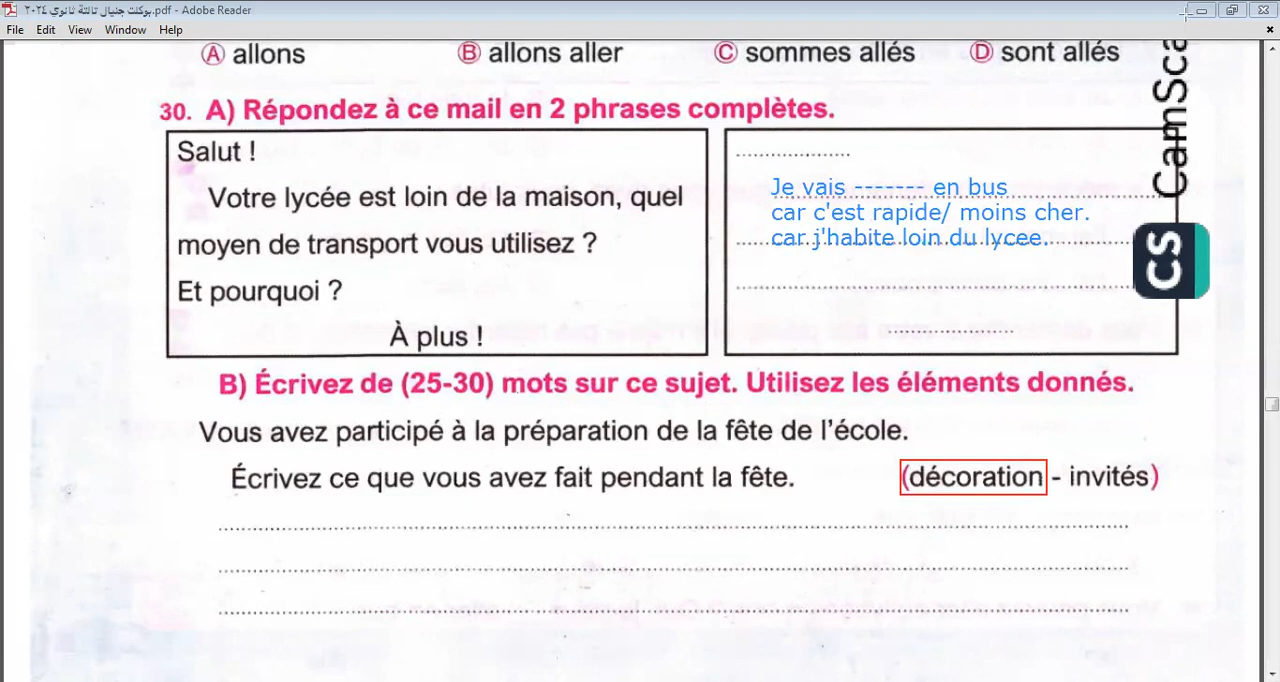 بوكلت جنيال تالتة ثانوي ٢٠٢٤.pdf - Adobe Reader
File Edit View Window Help
A allons B allons aller C sommes allés D sont allés
30. A) Répondez à ce mail en 2 phrases complètes.
Salut !
Votre lycée est loin de la maison, quel
moyen de transport vous utilisez ?
Et pourquoi ?
À plus !
Je vais ------- en bus
car c'est rapide/ moins cher.
car j'habite loin du lycee.
CS CamSca
B) Écrivez de (25-30) mots sur ce sujet. Utilisez les éléments donnés.
Vous avez participé à la préparation de la fête de l'école.
Écrivez ce que vous avez fait pendant la fête. (décoration - invités)